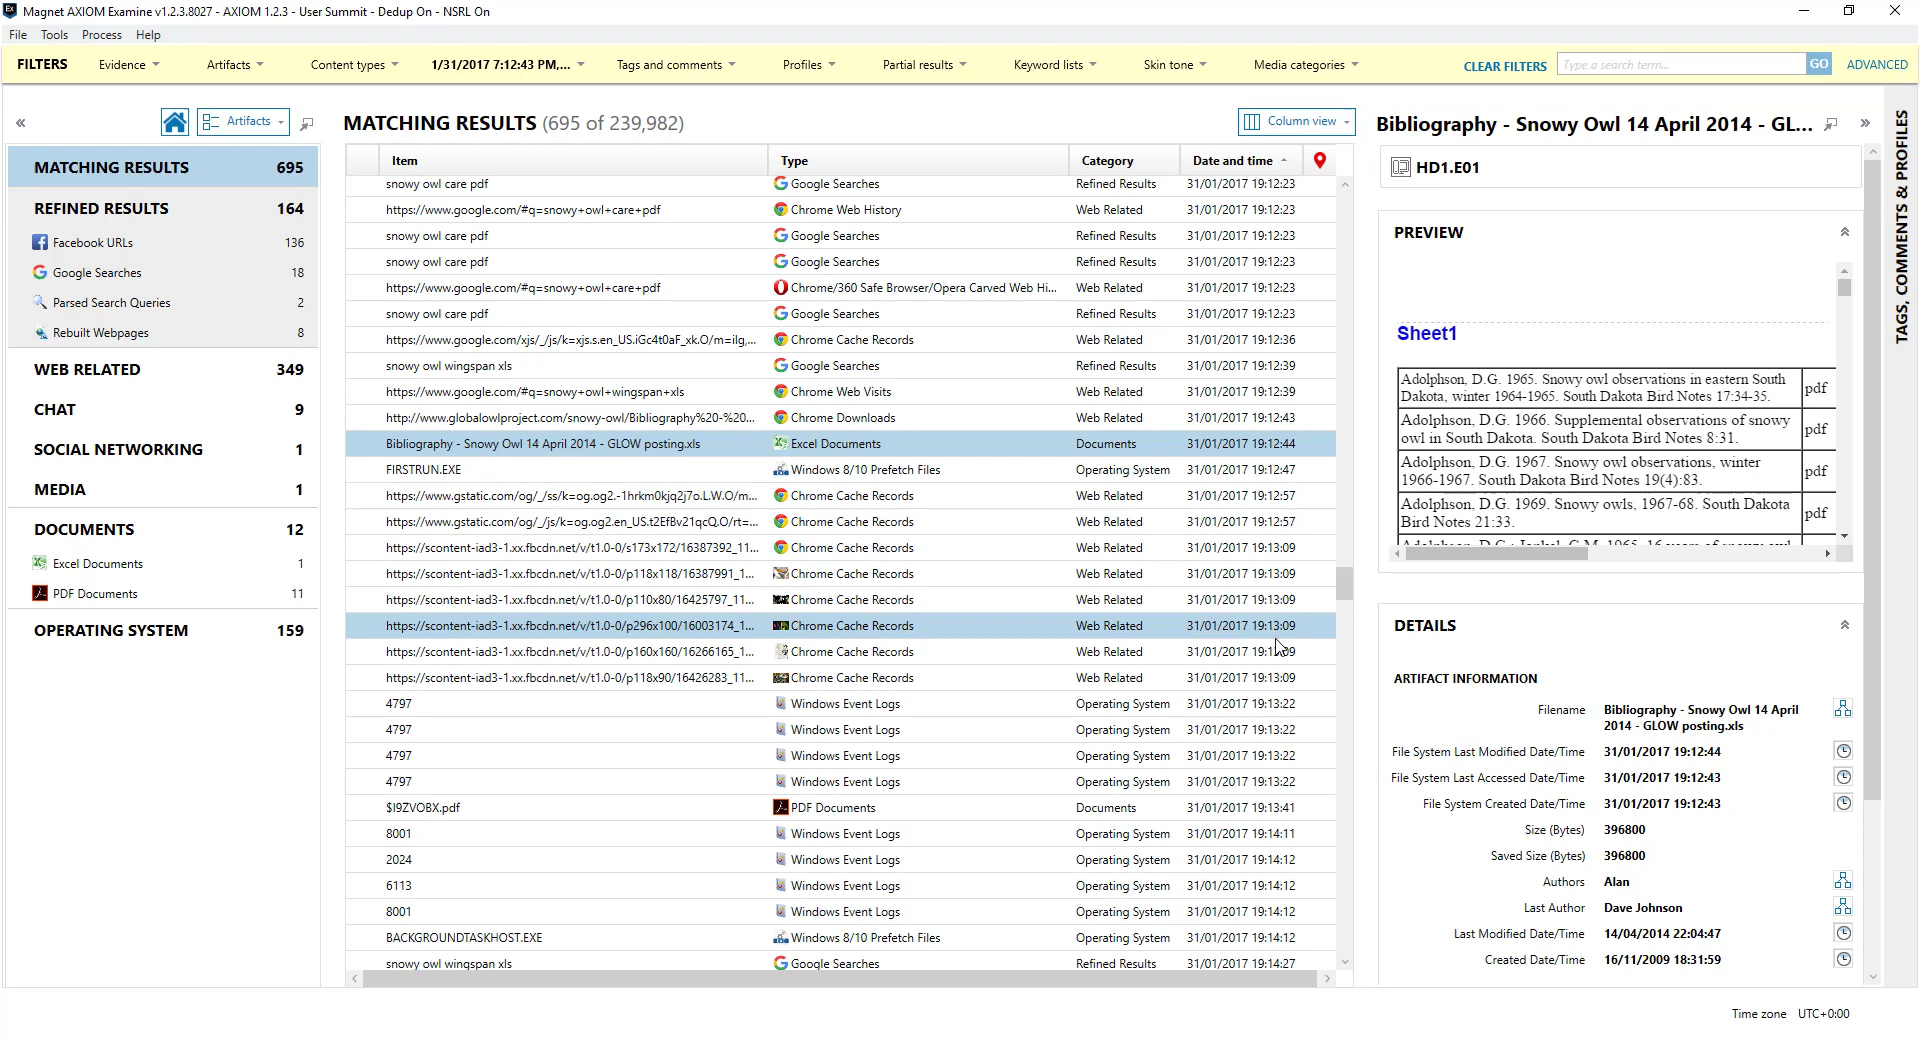 Magnet AXIOM Examine v1.2.3.8027 - AXIOM 1.2.3 - User Summit - Dedup On - NSRL On
File Tools Process Help
FILTERS Evidence Artifacts Content types 1/31/2017 7:12:43 PM,... Tags and comments Profiles Partial results Keyword lists Skin tone Media categories CLEAR FILTERS Type a search term... GO ADVANCED
Artifacts
MATCHING RESULTS 695
REFINED RESULTS 164
Facebook URLs 136
Google Searches 18
Parsed Search Queries 2
Rebuilt Webpages 8
WEB RELATED 349
CHAT 9
SOCIAL NETWORKING 1
MEDIA 1
DOCUMENTS 12
Excel Documents 1
PDF Documents 11
OPERATING SYSTEM 159
MATCHING RESULTS (695 of 239,982) Column view
Item Type Category Date and time
snowy owl care pdf Google Searches Refined Results 31/01/2017 19:12:23
https://www.google.com/#q=snowy+owl+care+pdf Chrome Web History Web Related 31/01/2017 19:12:23
snowy owl care pdf Google Searches Refined Results 31/01/2017 19:12:23
snowy owl care pdf Google Searches Refined Results 31/01/2017 19:12:23
https://www.google.com/#q=snowy+owl+care+pdf Chrome/360 Safe Browser/Opera Carved Web Hi... Web Related 31/01/2017 19:12:23
snowy owl care pdf Google Searches Refined Results 31/01/2017 19:12:23
https://www.google.com/xjs/_/js/k=xjs.s.en_US.iGc4t0aF_xk.O/m=ilg,... Chrome Cache Records Web Related 31/01/2017 19:12:36
snowy owl wingspan xls Google Searches Refined Results 31/01/2017 19:12:39
https://www.google.com/#q=snowy+owl+wingspan+xls Chrome Web Visits Web Related 31/01/2017 19:12:39
http://www.globalowlproject.com/snowy-owl/Bibliography%20-%20... Chrome Downloads Web Related 31/01/2017 19:12:43
Bibliography - Snowy Owl 14 April 2014 - GLOW posting.xls Excel Documents Documents 31/01/2017 19:12:44
FIRSTRUN.EXE Windows 8/10 Prefetch Files Operating System 31/01/2017 19:12:47
https://www.gstatic.com/og/_/ss/k=og.og2.-1hrkm0kjq2j7o.L.W.O/m... Chrome Cache Records Web Related 31/01/2017 19:12:57
https://www.gstatic.com/og/_/js/k=og.og2.en_US.t2EfBv21qcQ.O/rt=... Chrome Cache Records Web Related 31/01/2017 19:12:57
https://scontent-iad3-1.xx.fbcdn.net/v/t1.0-0/s173x172/16387392_11... Chrome Cache Records Web Related 31/01/2017 19:13:09
https://scontent-iad3-1.xx.fbcdn.net/v/t1.0-0/p118x118/16387991_1... Chrome Cache Records Web Related 31/01/2017 19:13:09
https://scontent-iad3-1.xx.fbcdn.net/v/t1.0-0/p110x80/16425797_11... Chrome Cache Records Web Related 31/01/2017 19:13:09
https://scontent-iad3-1.xx.fbcdn.net/v/t1.0-0/p296x100/16003174_1... Chrome Cache Records Web Related 31/01/2017 19:13:09
https://scontent-iad3-1.xx.fbcdn.net/v/t1.0-0/p160x160/16266165_1... Chrome Cache Records Web Related 31/01/2017
https://scontent-iad3-1.xx.fbcdn.net/v/t1.0-0/p118x90/16426283_11... Chrome Cache Records Web Related 31/01/2017 19:13:09
4797 Windows Event Logs Operating System 31/01/2017 19:13:22
4797 Windows Event Logs Operating System 31/01/2017 19:13:22
4797 Windows Event Logs Operating System 31/01/2017 19:13:22
4797 Windows Event Logs Operating System 31/01/2017 19:13:22
$I9ZVOBX.pdf PDF Documents Documents 31/01/2017 19:13:41
8001 Windows Event Logs Operating System 31/01/2017 19:14:11
2024 Windows Event Logs Operating System 31/01/2017 19:14:12
6113 Windows Event Logs Operating System 31/01/2017 19:14:12
8001 Windows Event Logs Operating System 31/01/2017 19:14:12
BACKGROUNDTASKHOST.EXE Windows 8/10 Prefetch Files Operating System 31/01/2017 19:14:12
snowy owl wingspan xls Google Searches Refined Results 31/01/2017 19:14:27
Bibliography - Snowy Owl 14 April 2014 - GL...
HD1.E01
PREVIEW
Sheet1
Adolphson, D.G. 1965. Snowy owl observations in eastern South
Dakota, winter 1964-1965. South Dakota Bird Notes 17:34-35. pdf
Adolphson, D.G. 1966. Supplemental observations of snowy
owl in South Dakota. South Dakota Bird Notes 8:31. pdf
Adolphson, D.G. 1967. Snowy owl observations, winter
1966-1967. South Dakota Bird Notes 19(4):83. pdf
Adolphson, D.G. 1969. Snowy owls, 1967-68. South Dakota
Bird Notes 21:33. pdf
DETAILS
ARTIFACT INFORMATION
Filename Bibliography - Snowy Owl 14 April
2014 - GLOW posting.xls
File System Last Modified Date/Time 31/01/2017 19:12:44
File System Last Accessed Date/Time 31/01/2017 19:12:43
File System Created Date/Time 31/01/2017 19:12:43
Size (Bytes) 396800
Saved Size (Bytes) 396800
Authors Alan
Last Author Dave Johnson
Last Modified Date/Time 14/04/2014 22:04:47
Created Date/Time 16/11/2009 18:31:59
TAGS, COMMENTS & PROFILES
Time zone UTC+0:00